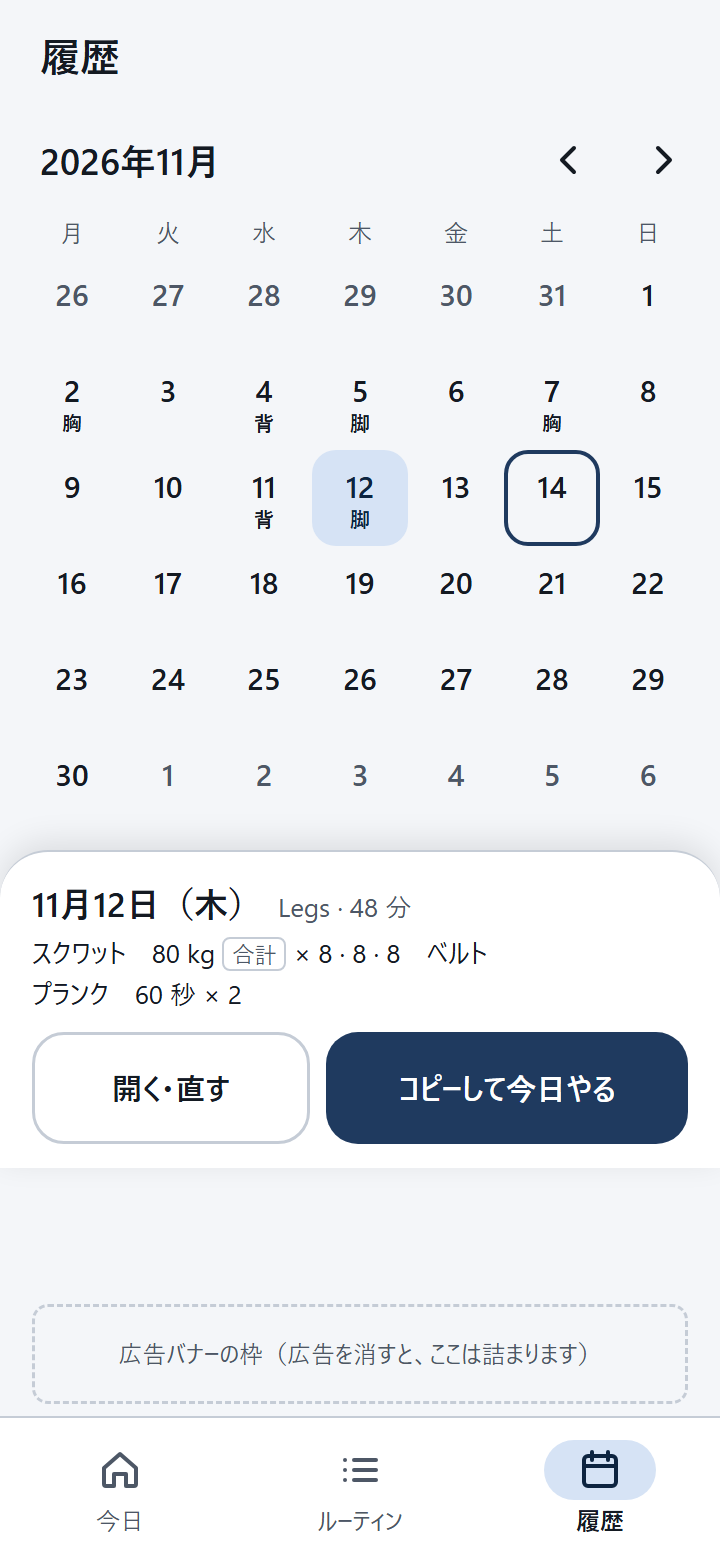 履歴
2026年11月
月 火 水 木 金 土 日
26 27 28 29 30 31 1
2 3 4 5 6 7 8
胸 背 脚 胸
9 10 11 12 13 14 15
背 脚
16 17 18 19 20 21 22
23 24 25 26 27 28 29
30 1 2 3 4 5 6
11月12日（木） Legs · 48 分
スクワット 80 kg 合計 × 8 · 8 · 8 ベルト
プランク 60 秒 × 2
開く・直す コピーして今日やる
広告バナーの枠（広告を消すと、ここは詰まります）
今日 ルーティン 履歴